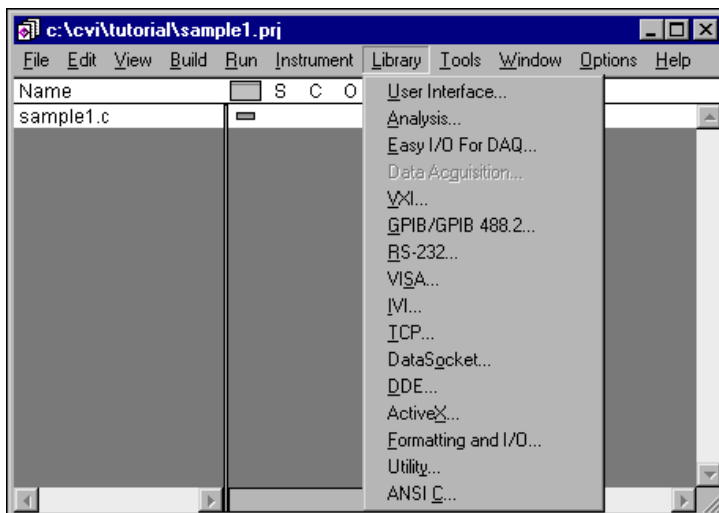 c:\cvi\tutorial\sample1.prj
File Edit View Build Run Instrument Library Tools Window Options Help
Name S C O
sample1.c
User Interface...
Analysis...
Easy I/O For DAQ...
Data Acquisition...
VXI...
GPIB/GPIB 488.2...
RS-232...
VISA...
IVI...
TCP...
DataSocket...
DDE...
ActiveX...
Formatting and I/O...
Utility...
ANSI C...